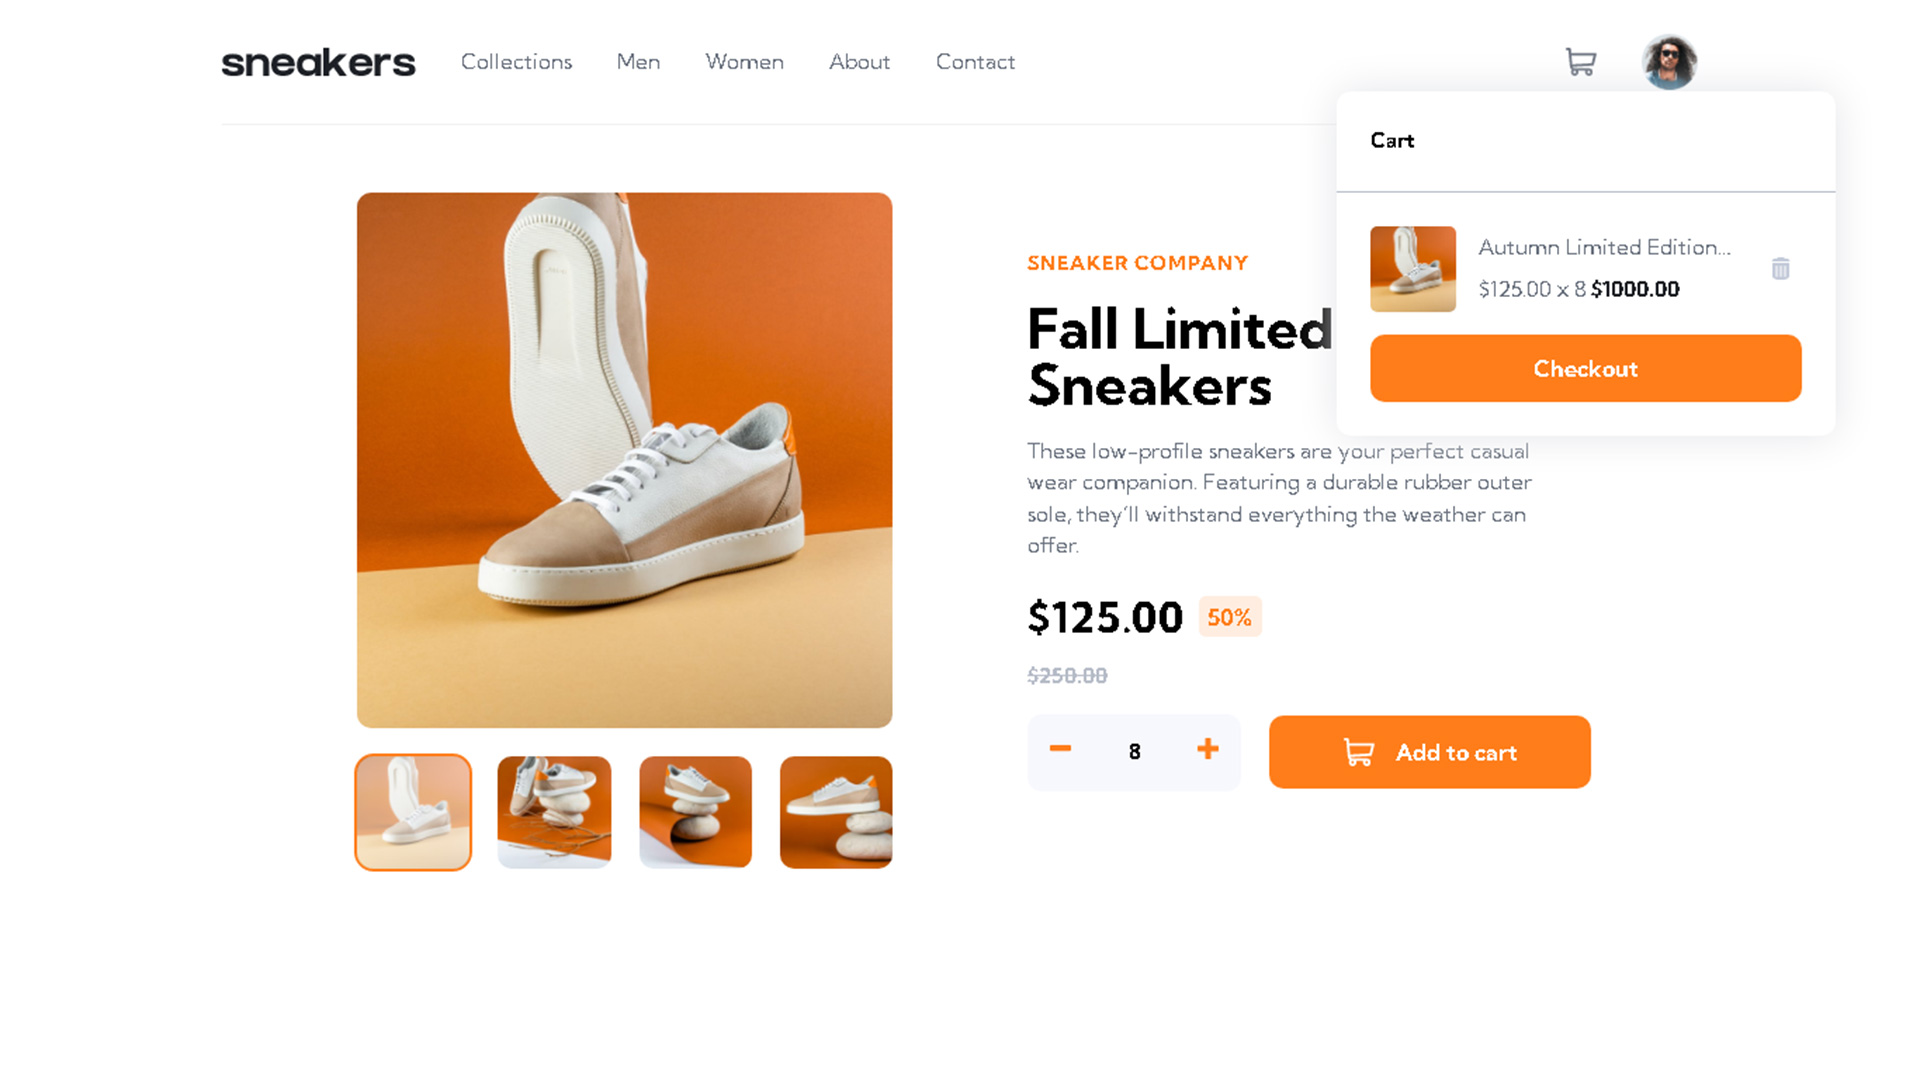 sneakers Collections Men Women About Contact
Cart
Autumn Limited Edition...
$125.00 x 8 $1000.00
Checkout
SNEAKER COMPANY
Fall Limited
Sneakers
These low-profile sneakers are your perfect casual
wear companion. Featuring a durable rubber outer
sole, they'll withstand everything the weather can
offer.
$125.00 50%
$250.00
8 Add to cart